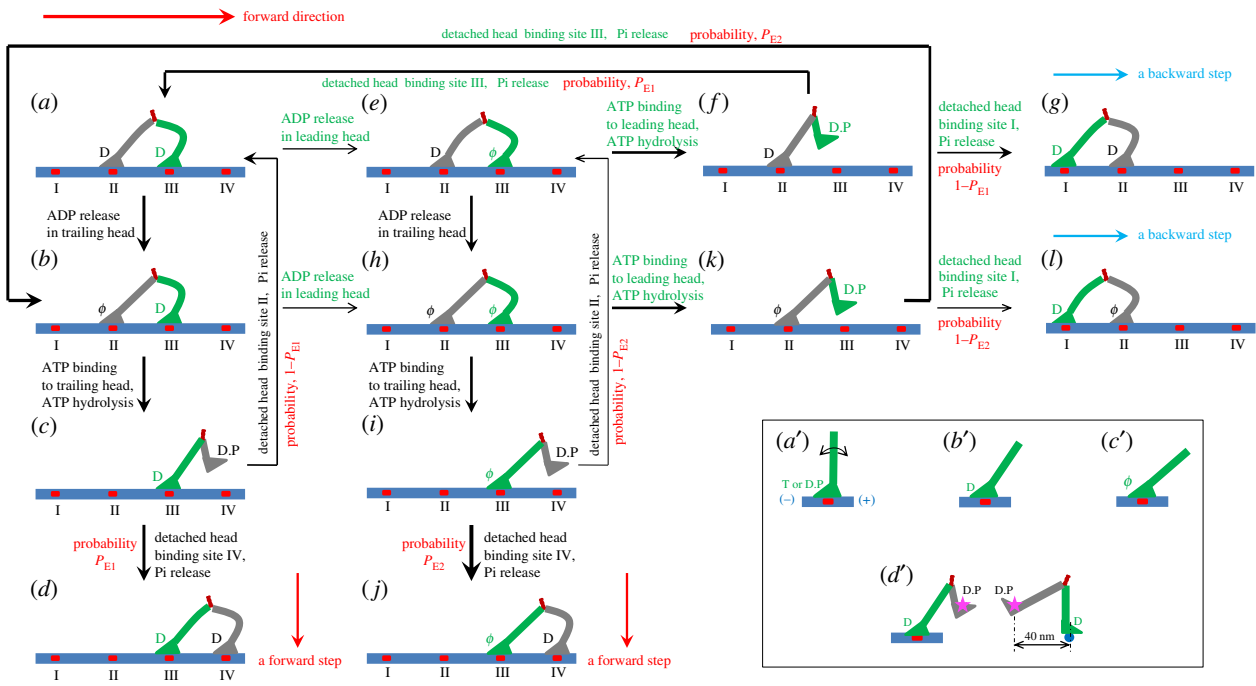 forward direction
detached head binding site III, Pi release probability, PE2
detached head binding site III, Pi release probability, PE1
a backward step
(a)
D
D
I II III IV
ADP release
in leading head
(e)
D
ϕ
I II III IV
ATP binding
to leading head,
ATP hydrolysis
(f)
D.P
D
I II III IV
detached head
binding site I,
Pi release
probability
1–PE1
(g)
D
D
I II III IV
ADP release
in trailing head
ADP release
in trailing head
a backward step
(b)
ϕ
D
I II III IV
ADP release
in leading head
(h)
ϕ
ϕ
I II III IV
ATP binding
to leading head,
ATP hydrolysis
(k)
D.P
ϕ
I II III IV
detached head
binding site I,
Pi release
probability
1–PE2
(l)
D
ϕ
I II III IV
ATP binding
to trailing head,
ATP hydrolysis
detached head binding site II, Pi release
probability, 1–PE1
ATP binding
to trailing head,
ATP hydrolysis
detached head binding site II, Pi release
probability, 1–PE2
(c)
D.P
D
I II III IV
(i)
D.P
ϕ
I II III IV
probability
PE1
detached head
binding site IV,
Pi release
probability
PE2
detached head
binding site IV,
Pi release
(d)
D
D
I II III IV
a forward step
(j)
ϕ
D
I II III IV
a forward step
(a′)
T or D.P
(–)
(+)
(b′)
D
(c′)
ϕ
(d′)
D.P
D
D.P
D
40 nm